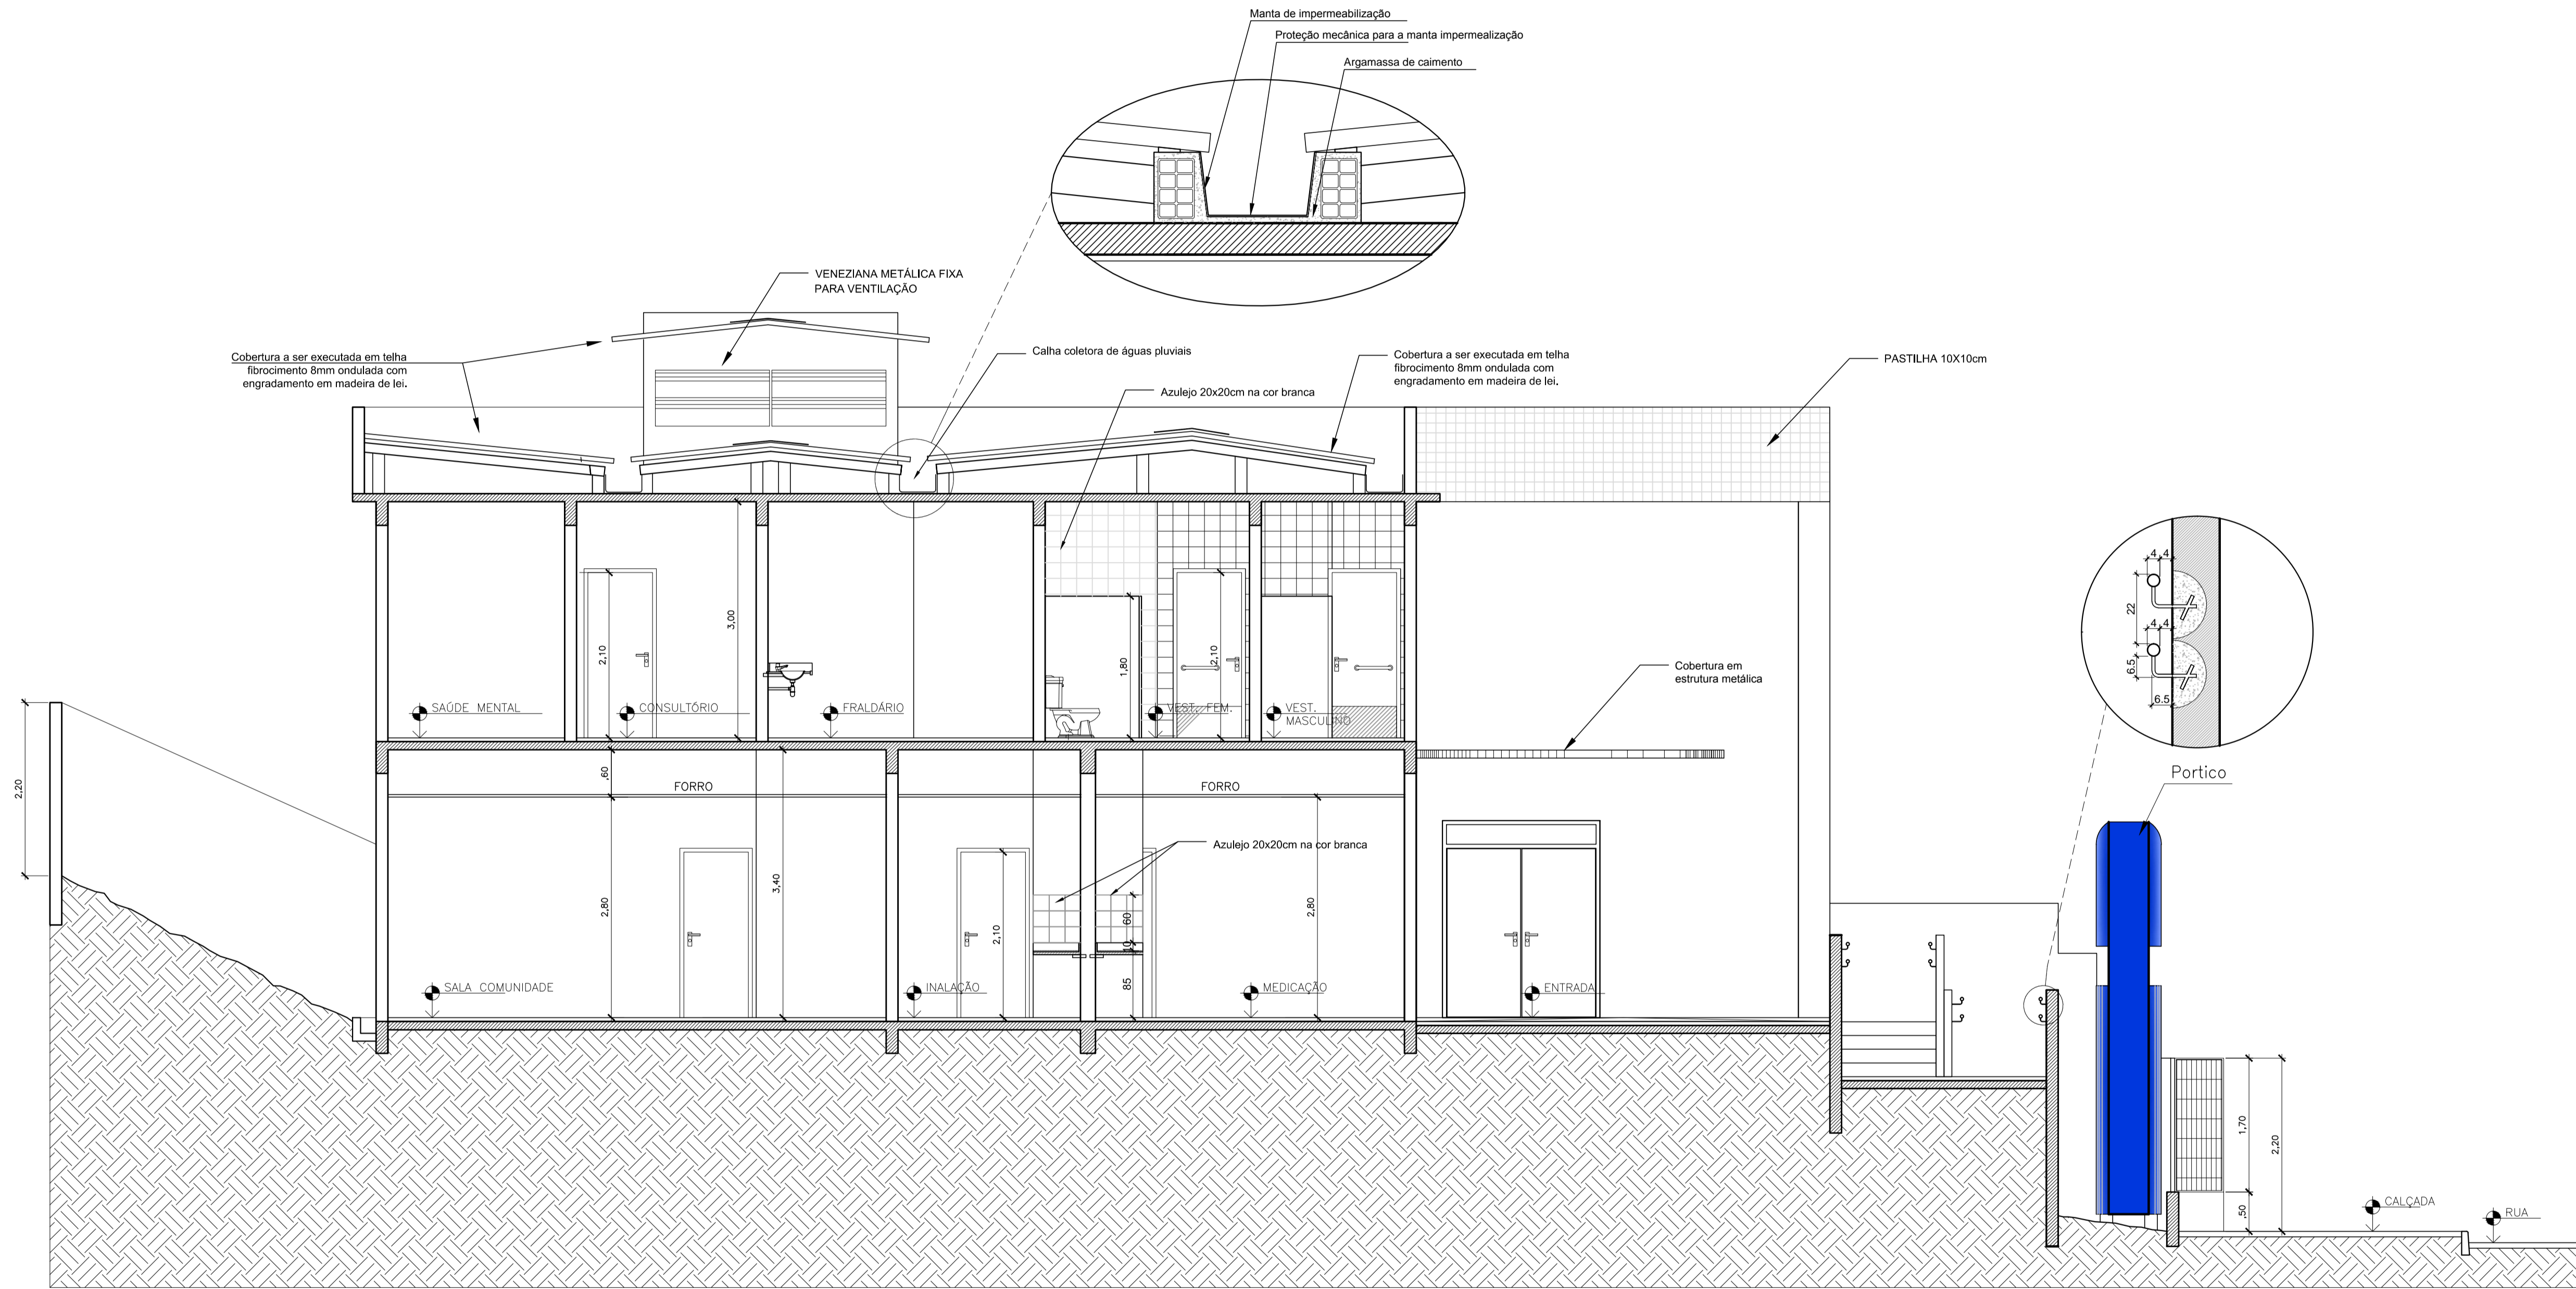 Manta de impermeabilização
Proteção mecânica para a manta impermealização
Argamassa de caimento
VENEZIANA METÁLICA FIXA
PARA VENTILAÇÃO
Cobertura a ser executada em telha
fibrocimento 8mm ondulada com
engradamento em madeira de lei.
Calha coletora de águas pluviais
Azulejo 20x20cm na cor branca
Cobertura a ser executada em telha
fibrocimento 8mm ondulada com
engradamento em madeira de lei.
PASTILHA 10X10cm
2,10
3,00
1,80
2,10
SAÚDE MENTAL
CONSULTÓRIO
FRALDÁRIO
VEST. FEM.
VEST.
MASCULINO
Cobertura em
estrutura metálica
4 4
22
4 4
6.5
6.5
Portico
2,20
,60
FORRO
FORRO
Azulejo 20x20cm na cor branca
2,80
3,40
2,10
60
10
85
2,80
SALA COMUNIDADE
INALAÇÃO
MEDICAÇÃO
ENTRADA
1,70
2,20
,50
CALÇADA
RUA